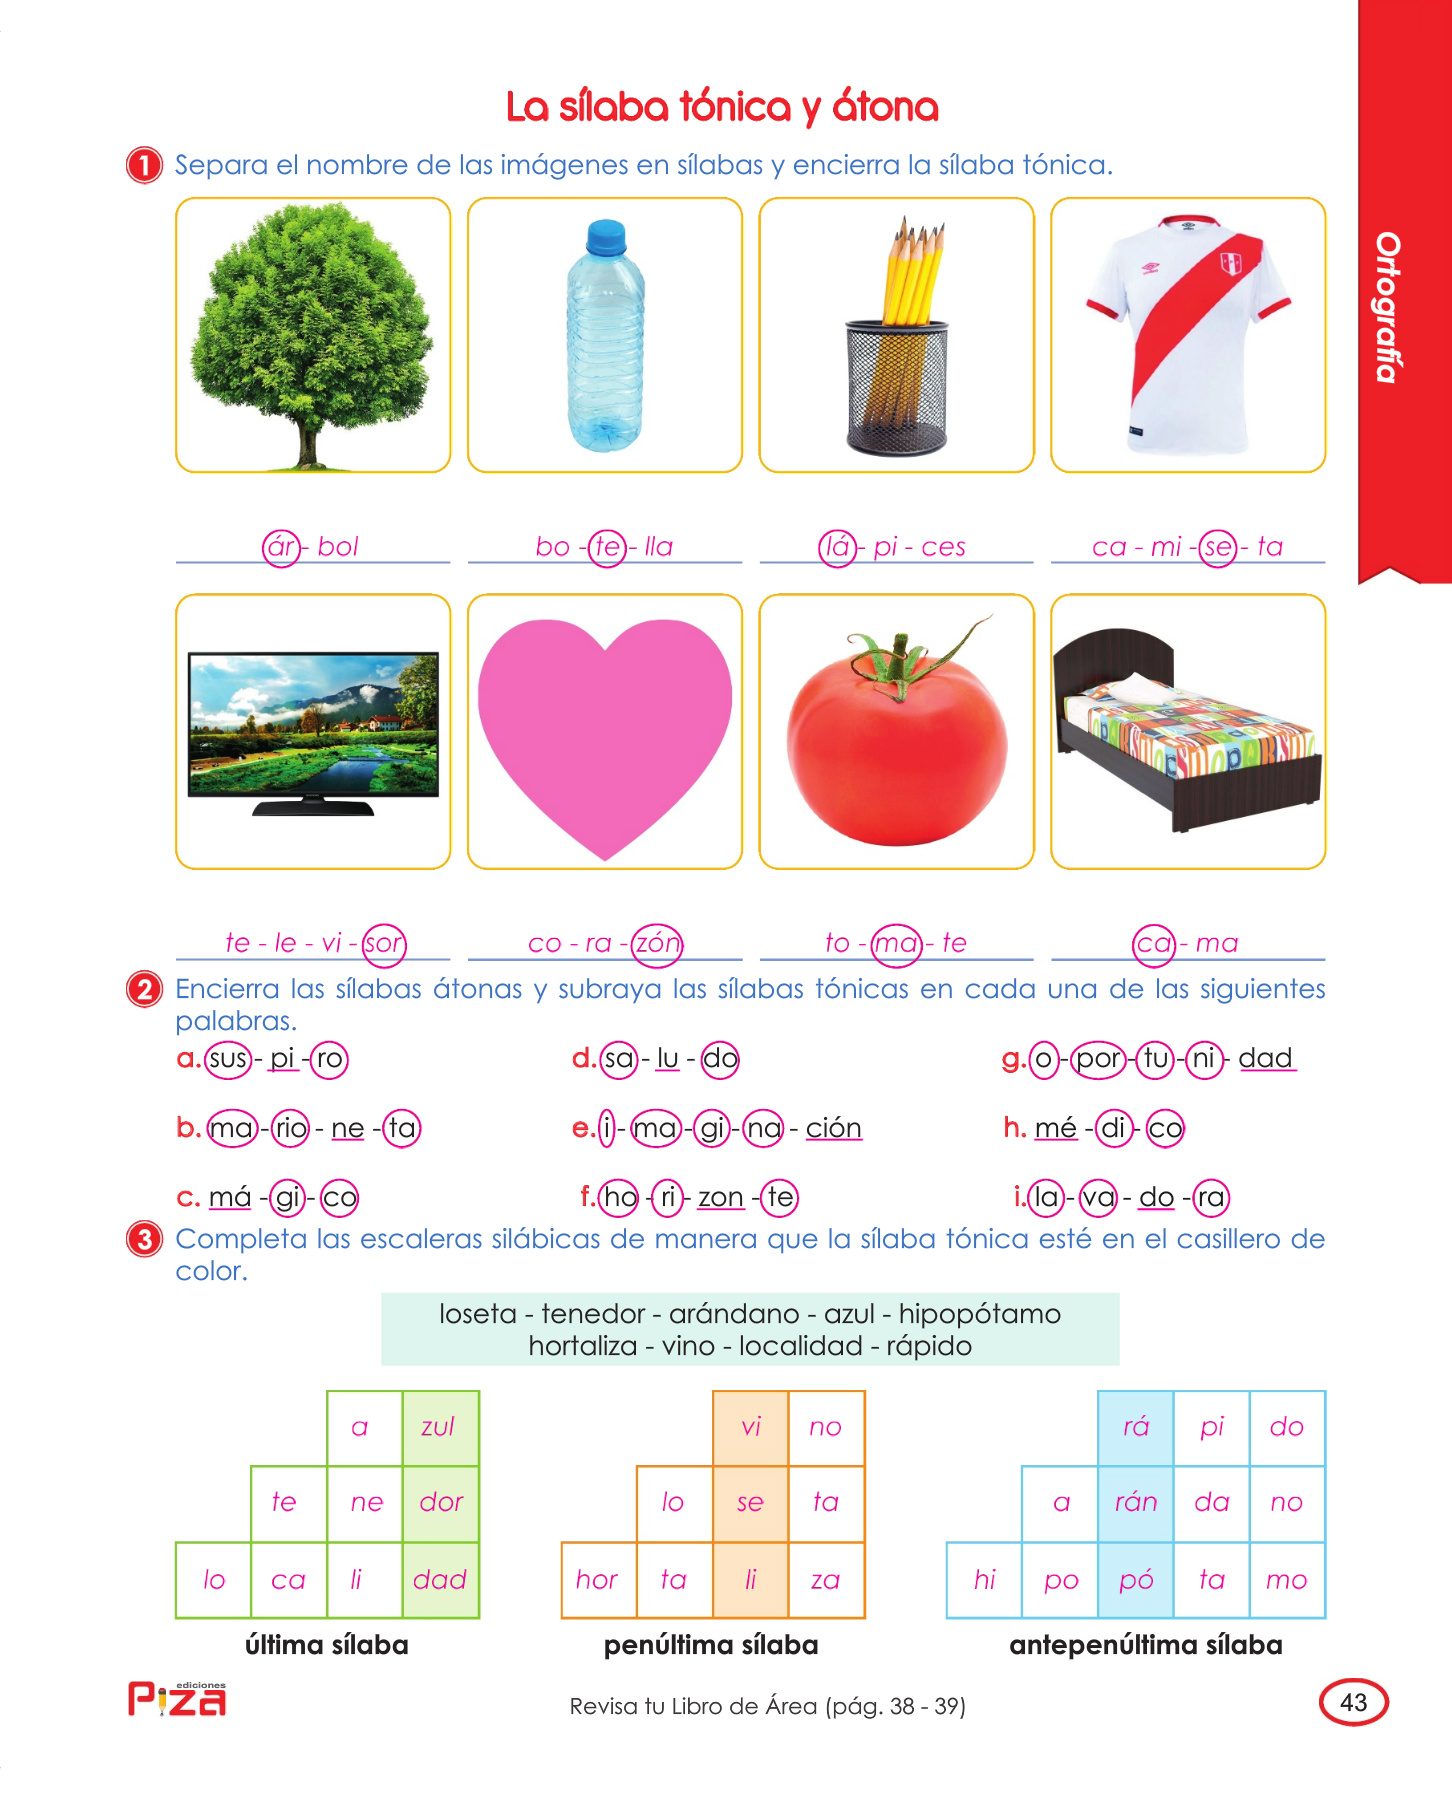 La sílaba tónica y átona
1 Separa el nombre de las imágenes en sílabas y encierra la sílaba tónica.
Ortografía
ár - bol
bo - te - lla
lá - pi - ces
ca - mi - se - ta
te - le - vi - sor
co - ra - zón
to - ma - te
ca - ma
2 Encierra las sílabas átonas y subraya las sílabas tónicas en cada una de las siguientes
palabras.
a. sus - pi - ro
d. sa - lu - do
g. o - por - tu - ni - dad
b. ma - rio - ne - ta
e. i - ma - gi - na - ción
h. mé - di - co
c. má - gi - co
f. ho - ri - zon - te
i. la - va - do - ra
3 Completa las escaleras silábicas de manera que la sílaba tónica esté en el casillero de
color.
loseta - tenedor - arándano - azul - hipopótamo
hortaliza - vino - localidad - rápido
a zul
te ne dor
lo ca li dad
última sílaba
vi no
lo se ta
hor ta li za
penúltima sílaba
rá pi do
a rán da no
hi po pó ta mo
antepenúltima sílaba
ediciones
Piza
Revisa tu Libro de Área (pág. 38 - 39)
43